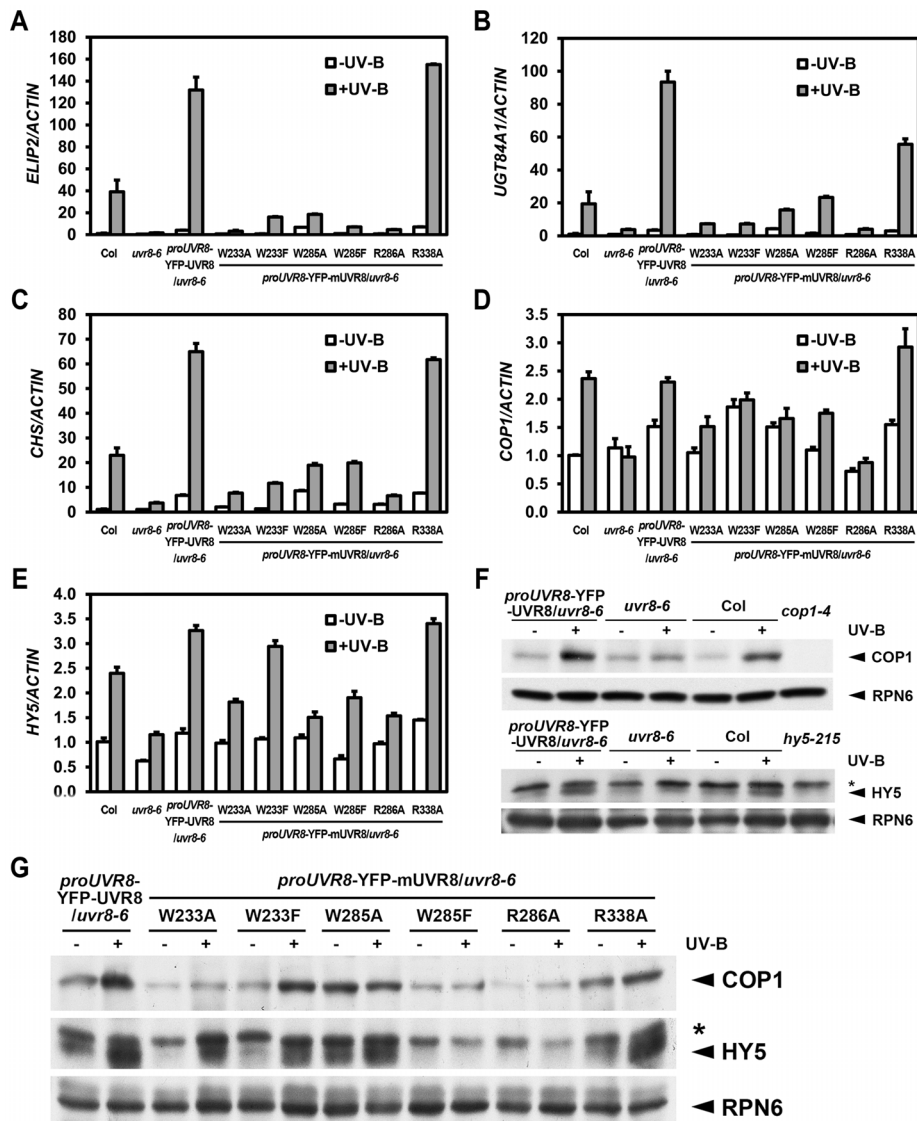 A
ELIP2/ACTIN
180
160
140
120
100
80
60
40
20
0
-UV-B
+UV-B
Col
uvr8-6
proUVR8-
YFP-UVR8
/uvr8-6
W233A W233F W285A W285F R286A R338A
proUVR8-YFP-mUVR8/uvr8-6
B
UGT84A1/ACTIN
120
100
80
60
40
20
0
-UV-B
+UV-B
Col
uvr8-6
proUVR8-
YFP-UVR8
/uvr8-6
W233A W233F W285A W285F R286A R338A
proUVR8-YFP-mUVR8/uvr8-6
C
CHS/ACTIN
80
70
60
50
40
30
20
10
0
-UV-B
+UV-B
Col
uvr8-6
proUVR8-
YFP-UVR8
/uvr8-6
W233A W233F W285A W285F R286A R338A
proUVR8-YFP-mUVR8/uvr8-6
D
COP1/ACTIN
3.5
3.0
2.5
2.0
1.5
1.0
0.5
0.0
-UV-B
+UV-B
Col
uvr8-6
proUVR8-
YFP-UVR8
/uvr8-6
W233A W233F W285A W285F R286A R338A
proUVR8-YFP-mUVR8/uvr8-6
E
HY5/ACTIN
4.0
3.5
3.0
2.5
2.0
1.5
1.0
0.5
0.0
-UV-B
+UV-B
Col
uvr8-6
proUVR8-
YFP-UVR8
/uvr8-6
W233A W233F W285A W285F R286A R338A
proUVR8-YFP-mUVR8/uvr8-6
F
proUVR8-YFP
-UVR8/uvr8-6 uvr8-6 Col cop1-4
- + - + - + UV-B
COP1
RPN6
proUVR8-YFP
-UVR8/uvr8-6 uvr8-6 Col hy5-215
- + - + - + UV-B
*
HY5
RPN6
G
proUVR8-
YFP-UVR8
/uvr8-6
proUVR8-YFP-mUVR8/uvr8-6
W233A W233F W285A W285F R286A R338A
- + - + - + - + - + - + - + UV-B
COP1
*
HY5
RPN6